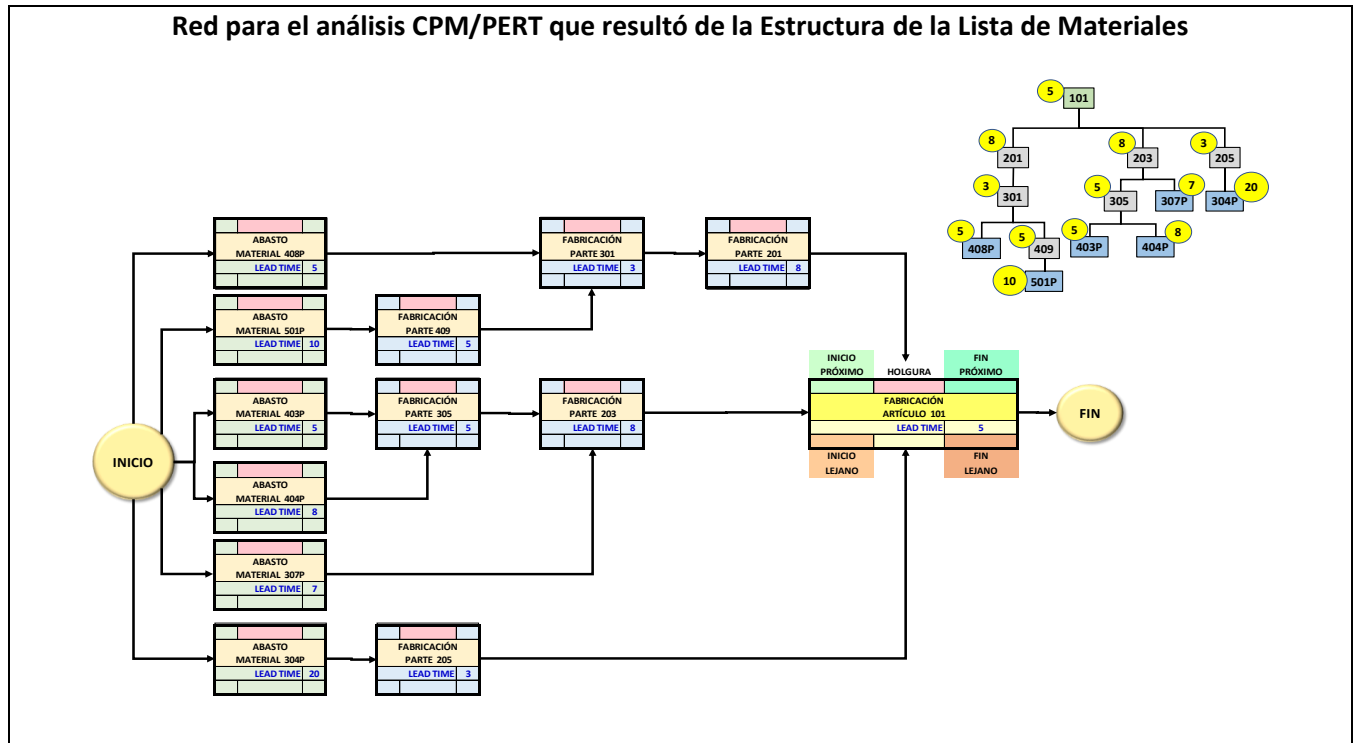 Red para el análisis CPM/PERT que resultó de la Estructura de la Lista de Materiales
5
101
8
201
8
203
3
205
3
301
5
305
7
307P
20
304P
5
408P
5
409
5
403P
8
404P
10
501P
INICIO
ABASTO
MATERIAL 408P
LEAD TIME 5
FABRICACIÓN
PARTE 301
LEAD TIME 3
FABRICACIÓN
PARTE 201
LEAD TIME 8
ABASTO
MATERIAL 501P
LEAD TIME 10
FABRICACIÓN
PARTE 409
LEAD TIME 5
ABASTO
MATERIAL 403P
LEAD TIME 5
FABRICACIÓN
PARTE 305
LEAD TIME 5
FABRICACIÓN
PARTE 203
LEAD TIME 8
ABASTO
MATERIAL 404P
LEAD TIME 8
ABASTO
MATERIAL 307P
LEAD TIME 7
ABASTO
MATERIAL 304P
LEAD TIME 20
FABRICACIÓN
PARTE 205
LEAD TIME 3
INICIO
PRÓXIMO
HOLGURA
FIN
PRÓXIMO
FABRICACIÓN
ARTÍCULO 101
LEAD TIME 5
INICIO
LEJANO
FIN
LEJANO
FIN